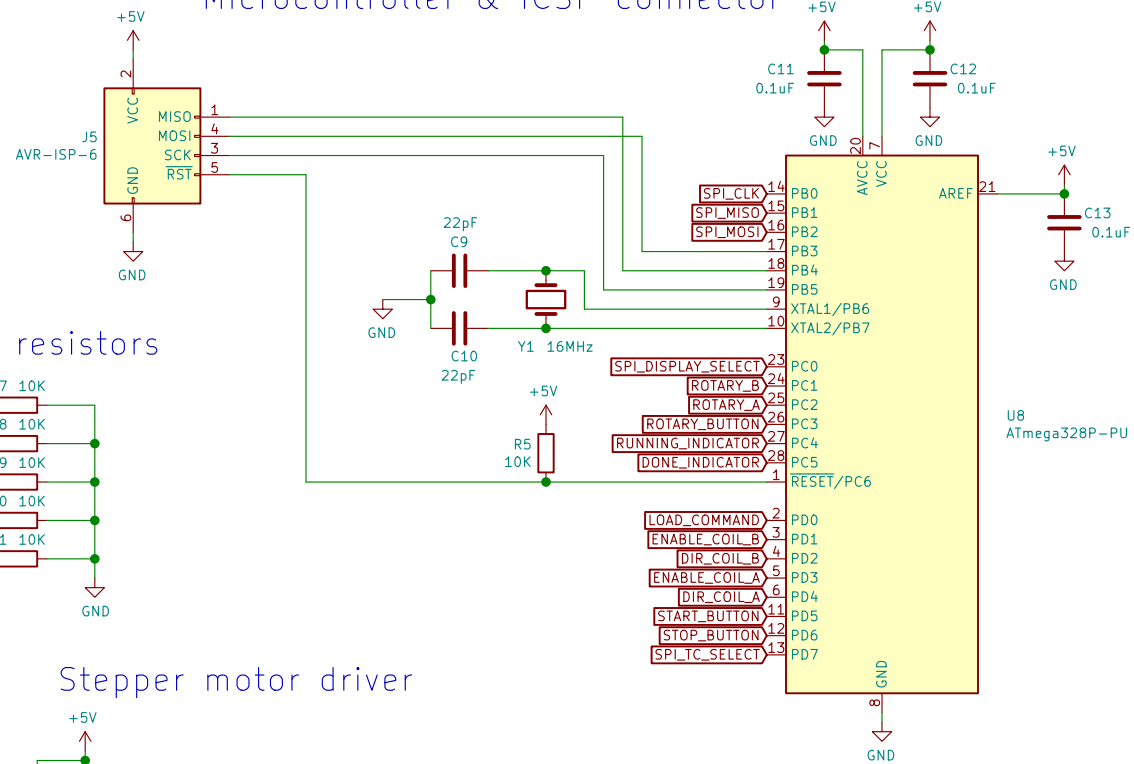 Microcontroller & ICSP connector
+5V
+5V
+5V
2
VCC
J5
AVR-ISP-6
MISO 1
MOSI 4
SCK 3
RST 5
GND
6
GND
C11
0.1uF
GND
C12
0.1uF
GND
20
7
AVCC
VCC
AREF 21
+5V
C13
0.1uF
GND
SPI_CLK 14 PB0
SPI_MISO 15 PB1
SPI_MOSI 16 PB2
17 PB3
18 PB4
19 PB5
9 XTAL1/PB6
10 XTAL2/PB7
22pF
C9
GND
C10
22pF
Y1 16MHz
SPI_DISPLAY_SELECT 23 PC0
ROTARY_B 24 PC1
ROTARY_A 25 PC2
ROTARY_BUTTON 26 PC3
RUNNING_INDICATOR 27 PC4
DONE_INDICATOR 28 PC5
1 RESET/PC6
+5V
R5
10K
U8
ATmega328P-PU
LOAD_COMMAND 2 PD0
ENABLE_COIL_B 3 PD1
DIR_COIL_B 4 PD2
ENABLE_COIL_A 5 PD3
DIR_COIL_A 6 PD4
START_BUTTON 11 PD5
STOP_BUTTON 12 PD6
SPI_TC_SELECT 13 PD7
GND
8
GND
resistors
7 10K
8 10K
9 10K
0 10K
1 10K
GND
Stepper motor driver
+5V